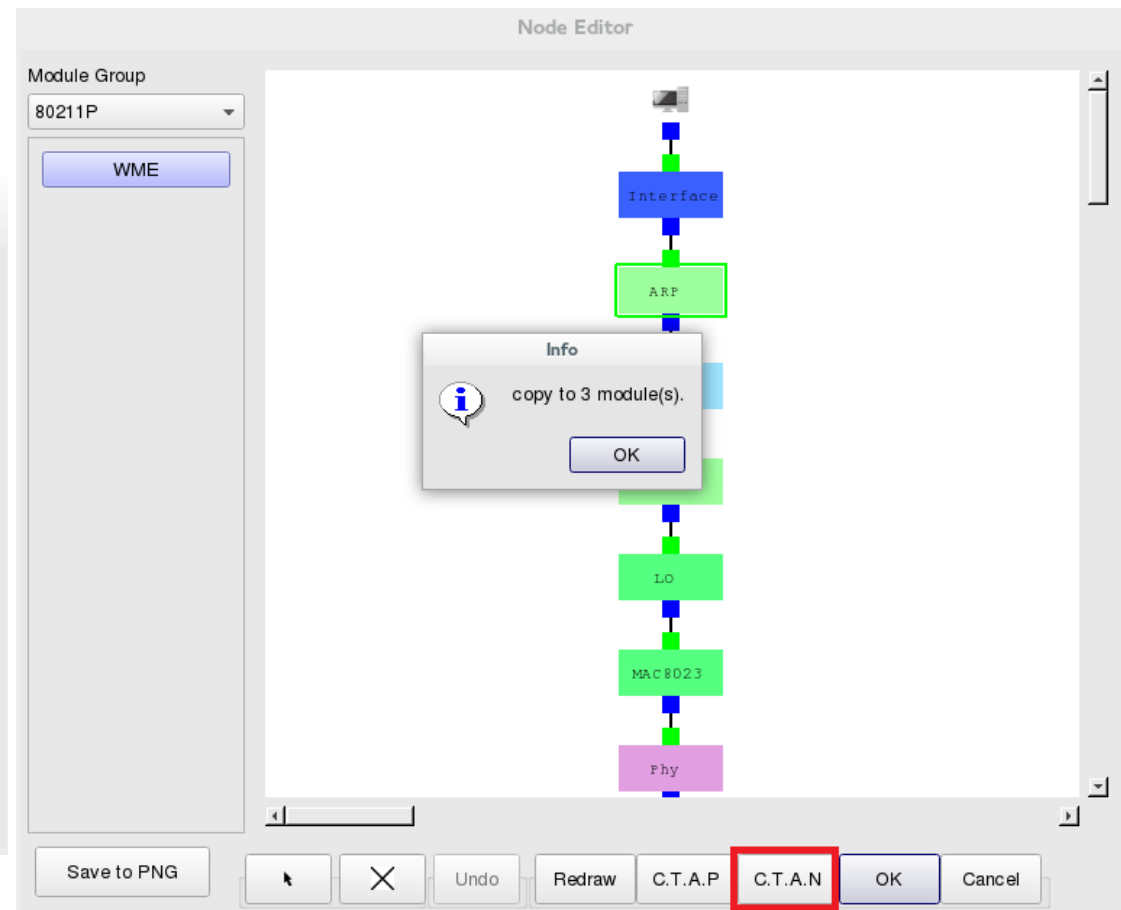 Node Editor
Module Group
80211P
WME
Interface
ARP
Info
copy to 3 module(s).
OK
LO
MAC8023
Phy
Save to PNG
Undo
Redraw
C.T.A.P
C.T.A.N
OK
Cancel